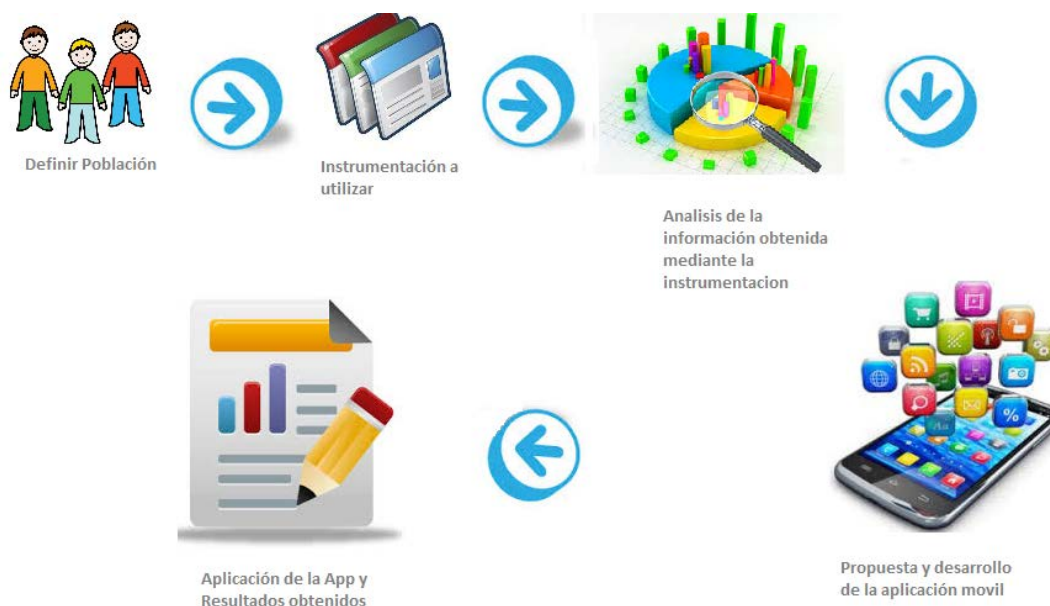 Definir Población
Instrumentación a
utilizar
Analisis de la
información obtenida
mediante la
instrumentacion
Propuesta y desarrollo
de la aplicación movil
Aplicación de la App y
Resultados obtenidos